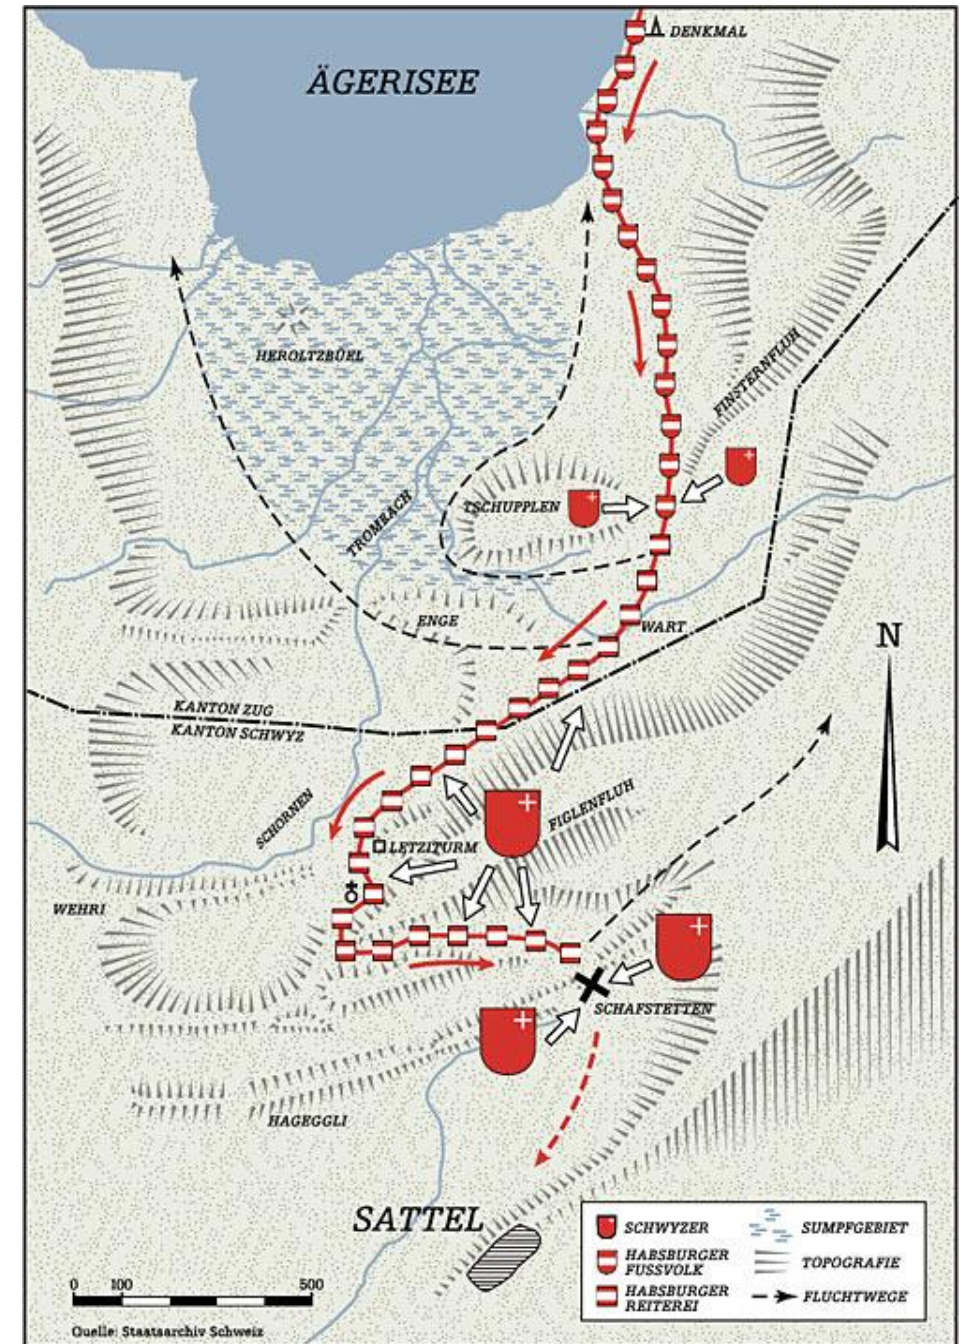 DENKMAL
ÄGERISEE
HEROLTZBÜEL
FINSTERNFLUH
TSCHUPPLEN
TROMBACH
ENGE
WART
N
KANTON ZUG
KANTON SCHWYZ
SCHORNEN
FIGLENFLUH
LETZITURM
WEHRI
SCHAFSTETTEN
HAGEGGLI
SATTEL
SCHWYZER
HABSBURGER
FUSSVOLK
HABSBURGER
REITEREI
SUMPFGEBIET
TOPOGRAFIE
FLUCHTWEGE
0 100 500
Quelle: Staatsarchiv Schweiz